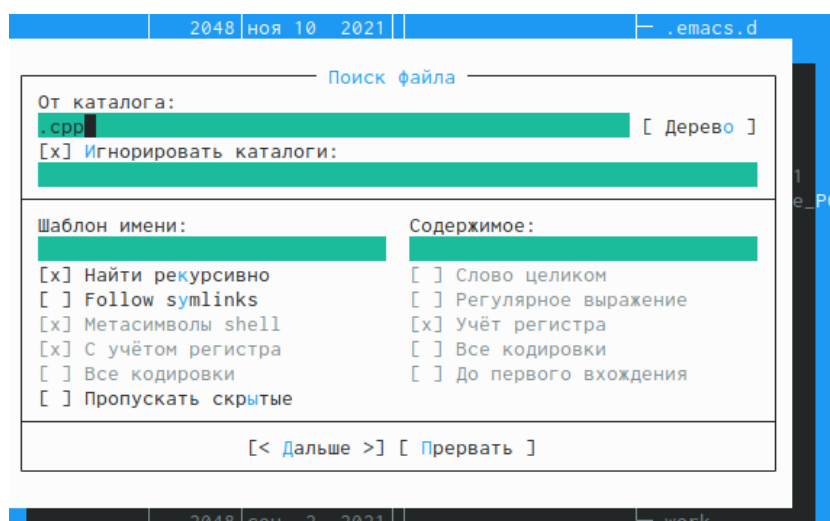 2048 ноя 10 2021 .emacs.d
Поиск файла
От каталога:
.cpp [ Дерево ]
[x] Игнорировать каталоги:
Шаблон имени: Содержимое:
[x] Найти рекурсивно [ ] Слово целиком
[ ] Follow symlinks [ ] Регулярное выражение
[x] Метасимволы shell [x] Учёт регистра
[x] С учётом регистра [ ] Все кодировки
[ ] Все кодировки [ ] До первого вхождения
[ ] Пропускать скрытые
[< Дальше >] [ Прервать ]